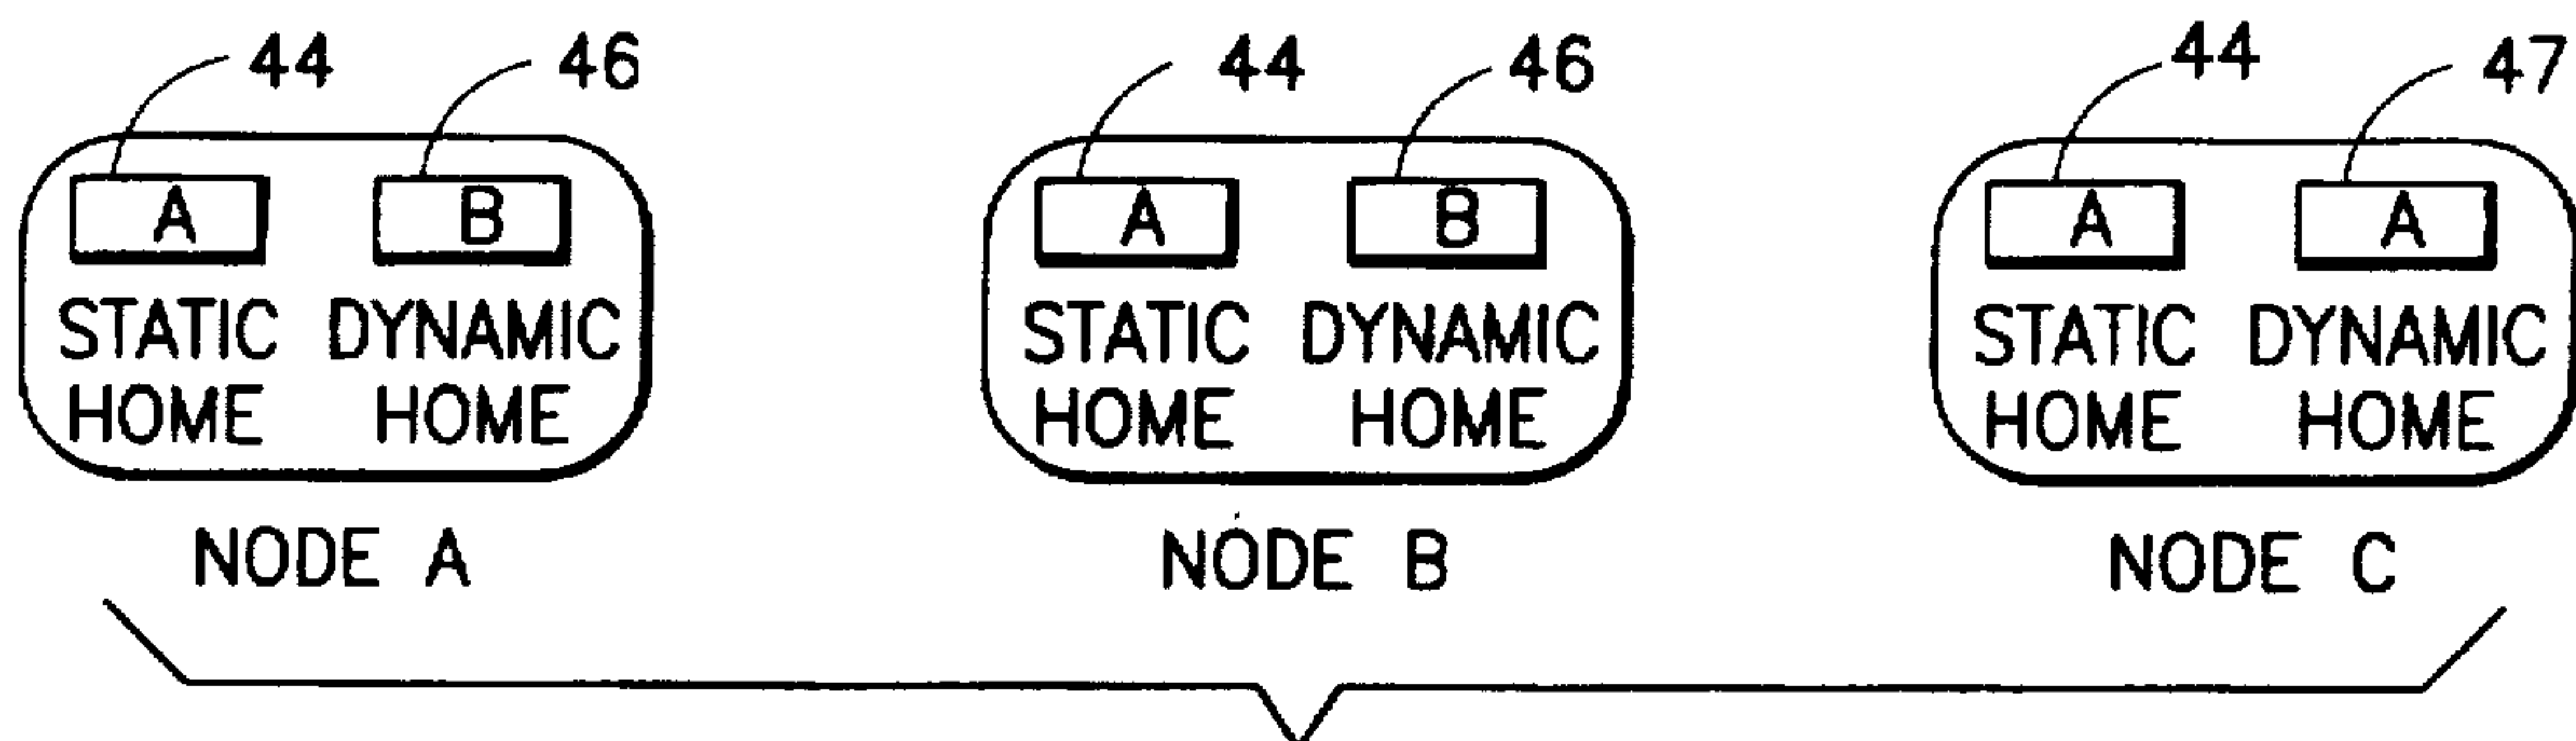 44 46 44 46 44 47
A B A B A A
STATIC DYNAMIC STATIC DYNAMIC STATIC DYNAMIC
HOME HOME HOME HOME HOME HOME
NODE A NODE B NODE C